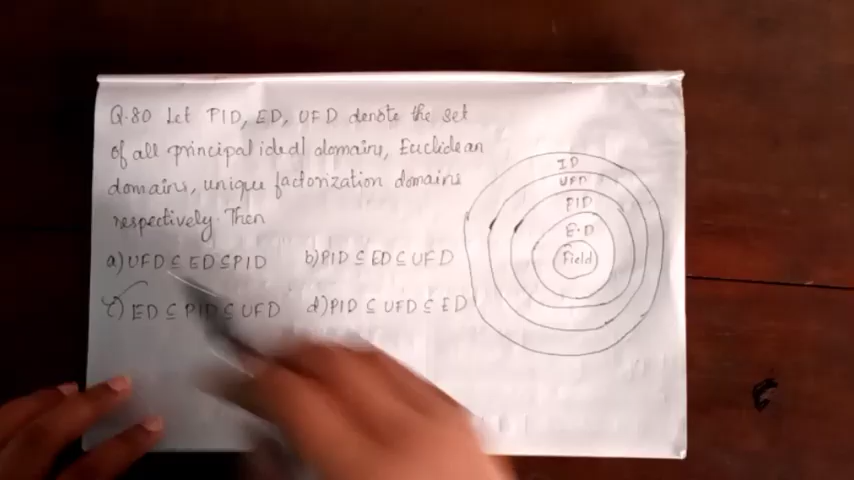 Q.80 Let PID, ED, UFD denote the set
of all principal ideal domains, Euclidean
domains, unique factorization domains
respectively. Then
a) UFD ⊆ ED ⊆ PID b) PID ⊆ ED ⊆ UFD
c) ED ⊆ PID ⊆ UFD d) PID ⊆ UFD ⊆ ED
ID
UFD
PID
E.D
Field